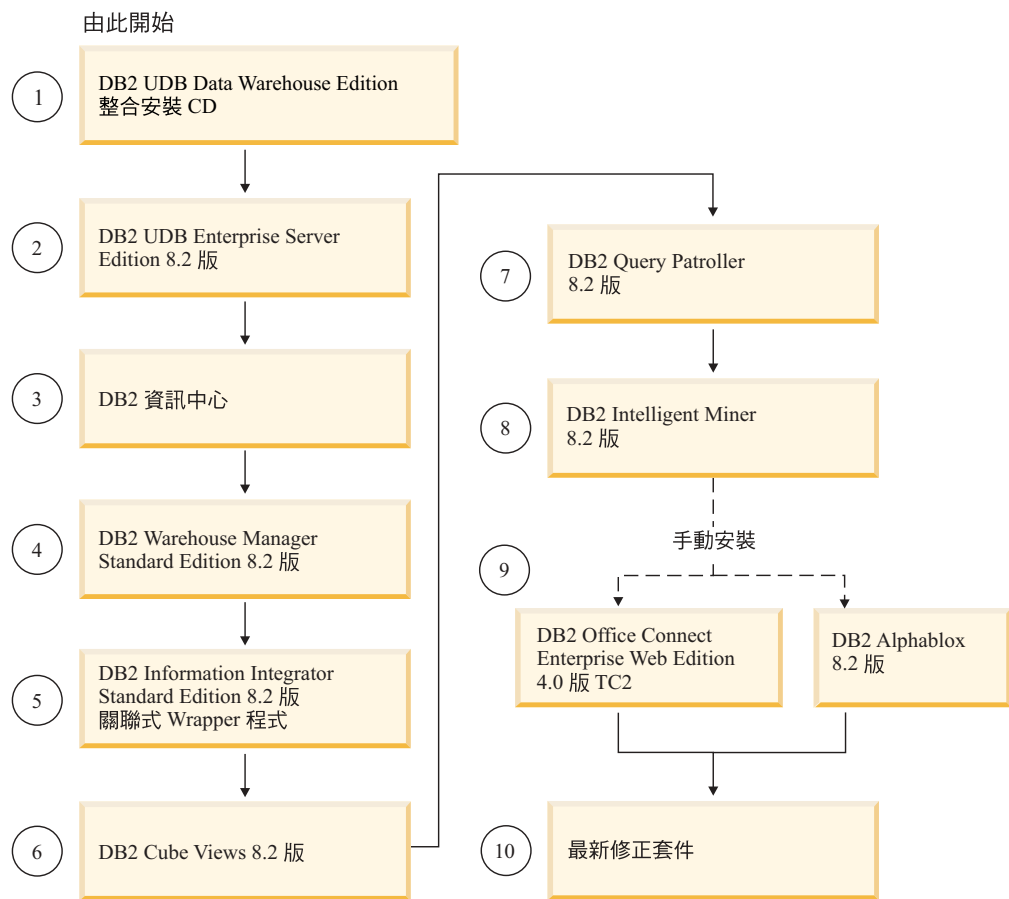 由此開始
1
DB2 UDB Data Warehouse Edition
整合安裝 CD
2
DB2 UDB Enterprise Server
Edition 8.2 版
3
DB2 資訊中心
4
DB2 Warehouse Manager
Standard Edition 8.2 版
5
DB2 Information Integrator
Standard Edition 8.2 版
關聯式 Wrapper 程式
6
DB2 Cube Views 8.2 版
7
DB2 Query Patroller
8.2 版
8
DB2 Intelligent Miner
8.2 版
手動安裝
9
DB2 Office Connect
Enterprise Web Edition
4.0 版 TC2
DB2 Alphablox
8.2 版
10
最新修正套件